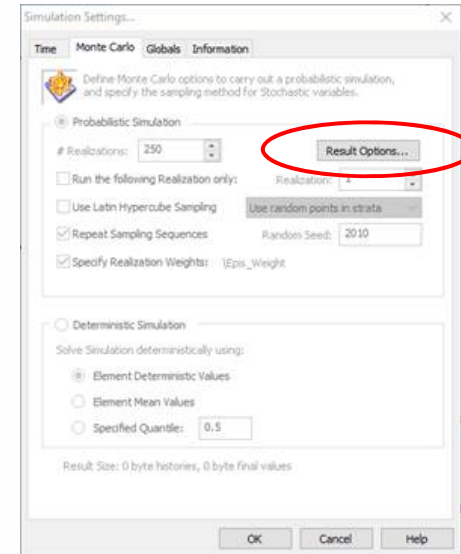 Simulation Settings...
Time Monte Carlo Globals Information
Define Monte Carlo options to carry out a probabilistic simulation,
and specify the sampling method for Stochastic variables.
Probabilistic Simulation
# Realizations: 250 Result Options...
Run the following Realization only: Realization: 1
Use Latin Hypercube Sampling Use random points in strata
Repeat Sampling Sequences Random Seed: 2010
Specify Realization Weights: \Epis_Weight
Deterministic Simulation
Solve Simulation deterministically using:
Element Deterministic Values
Element Mean Values
Specified Quantile: 0.5
Result Size: 0 byte histories, 0 byte final values
OK Cancel Help